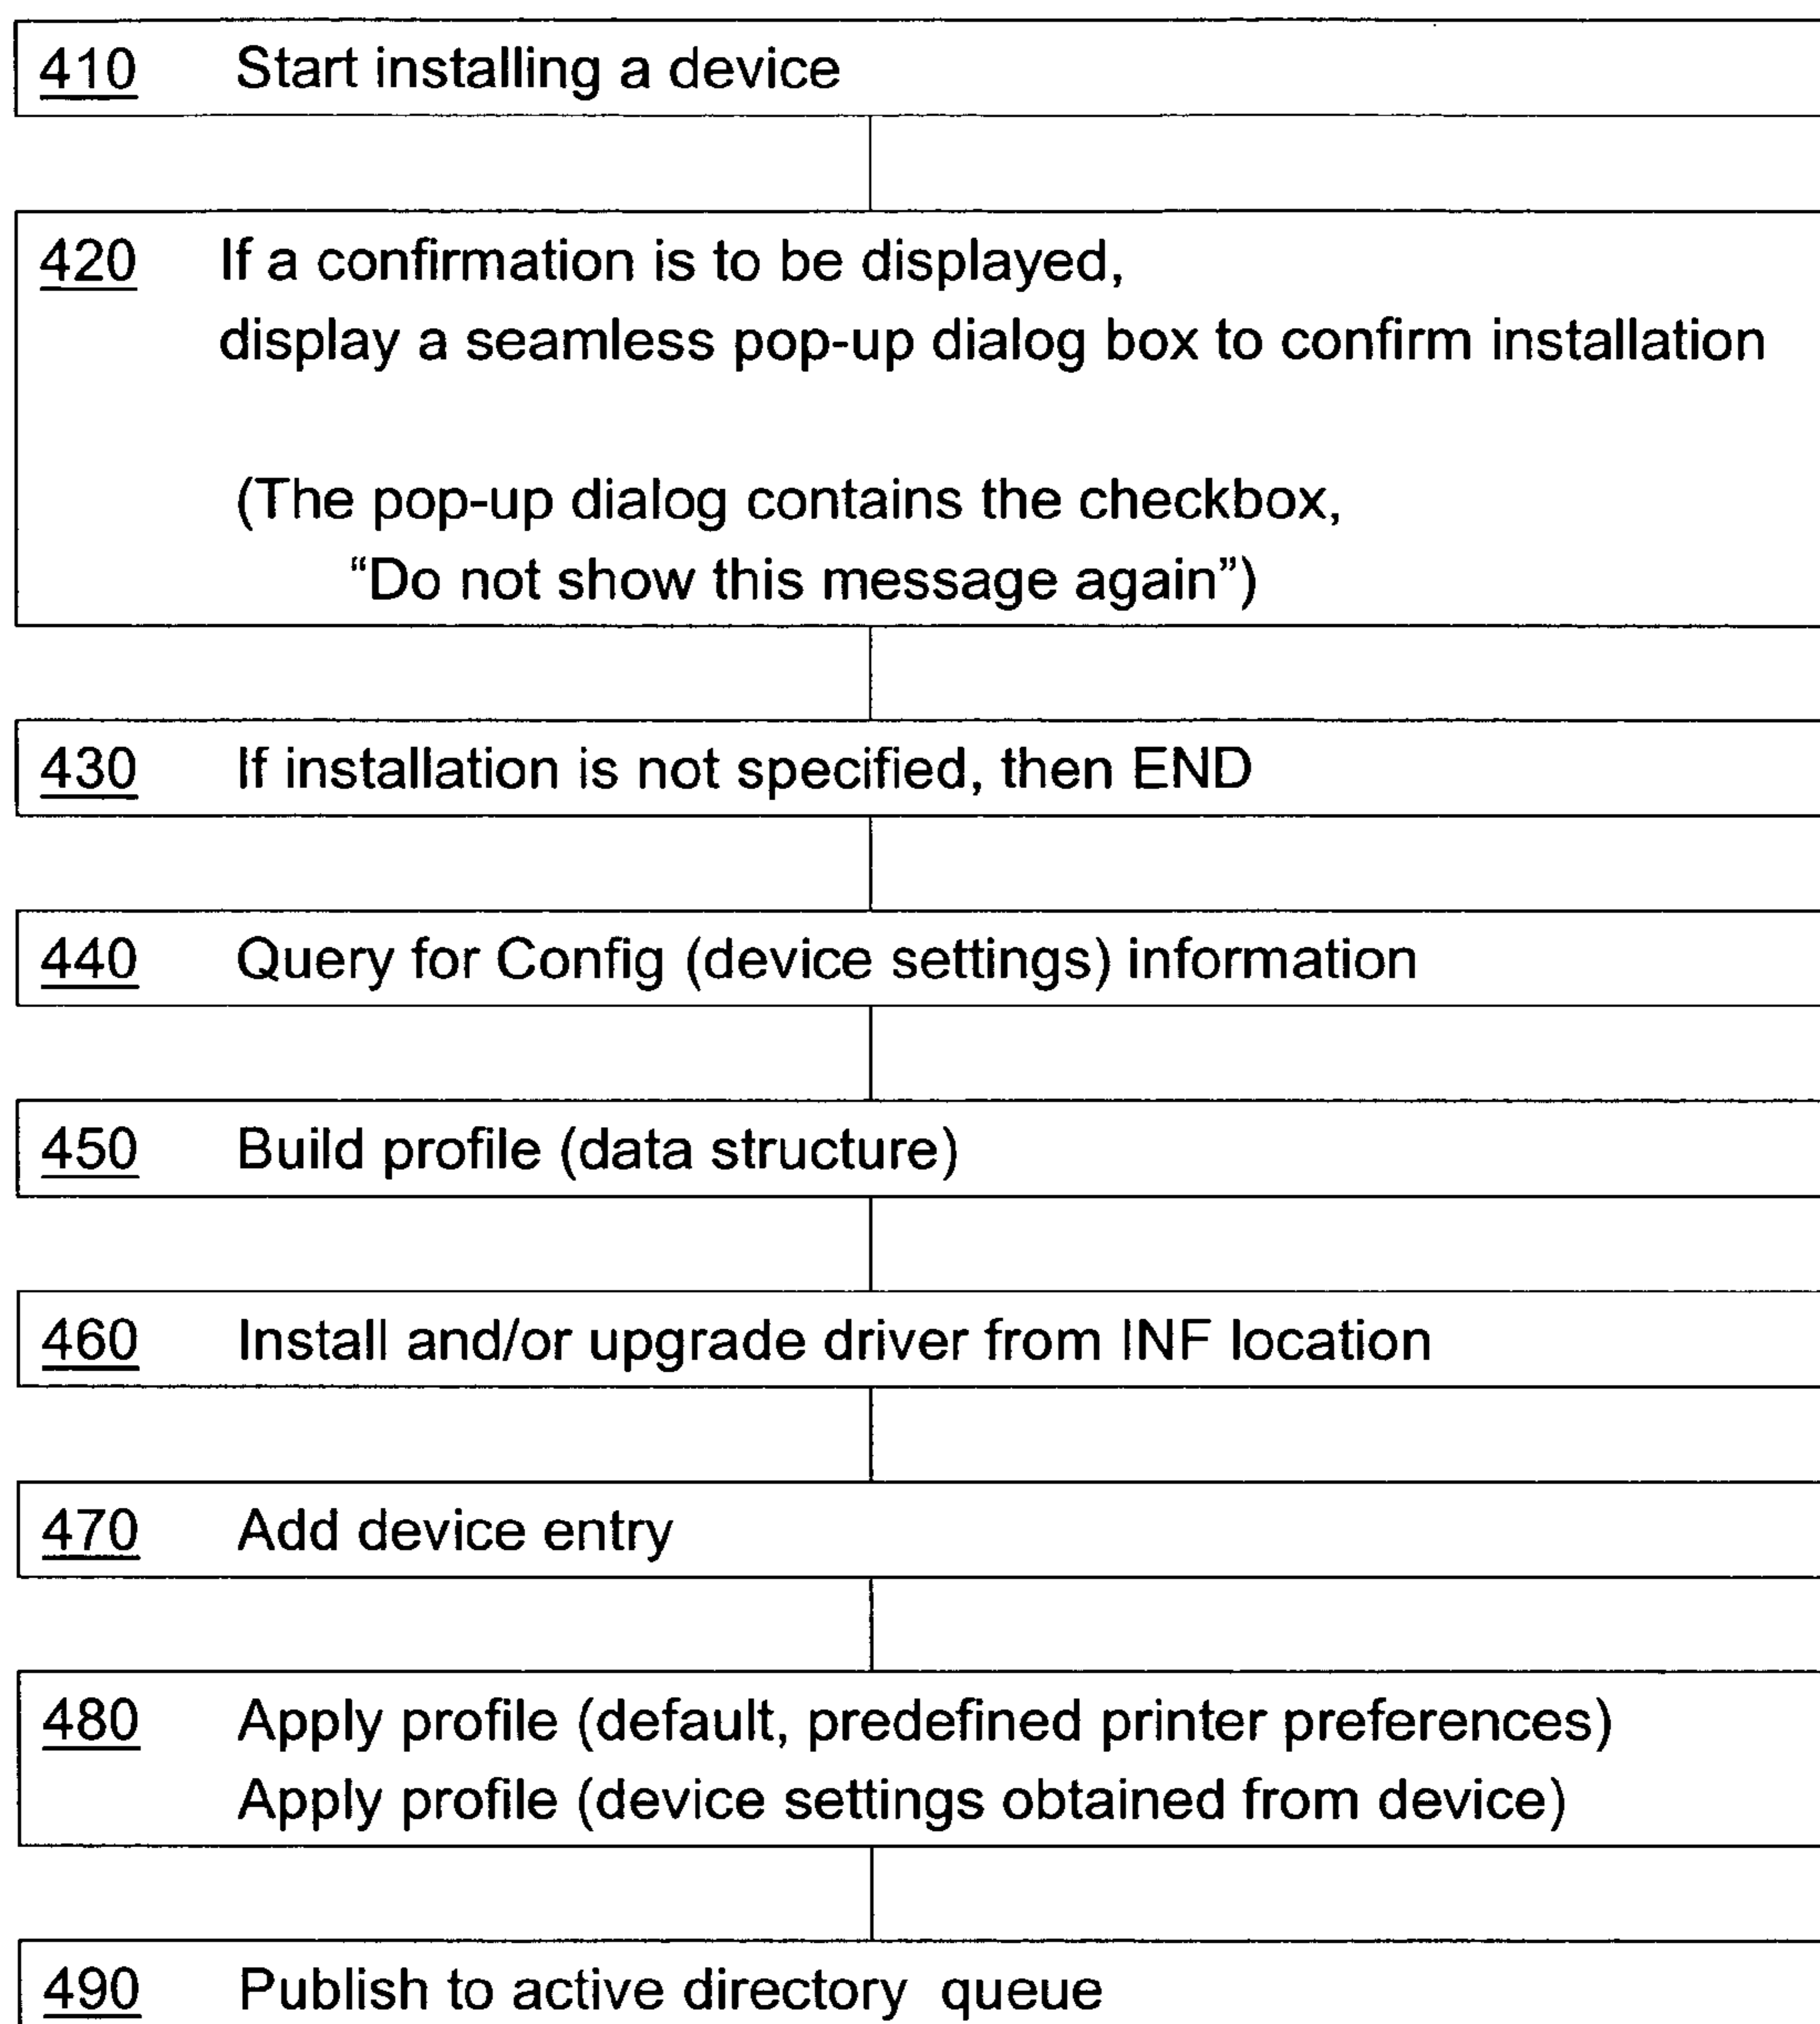 410 Start installing a device
420 If a confirmation is to be displayed,
display a seamless pop-up dialog box to confirm installation
(The pop-up dialog contains the checkbox,
“Do not show this message again”)
430 If installation is not specified, then END
440 Query for Config (device settings) information
450 Build profile (data structure)
460 Install and/or upgrade driver from INF location
470 Add device entry
480 Apply profile (default, predefined printer preferences)
Apply profile (device settings obtained from device)
490 Publish to active directory queue